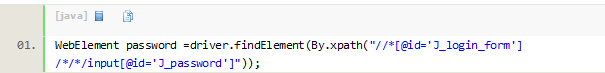 [java]
01. WebElement password =driver.findElement(By.xpath("//*[@id='J_login_form']
/*/*/input[@id='J_password']"));